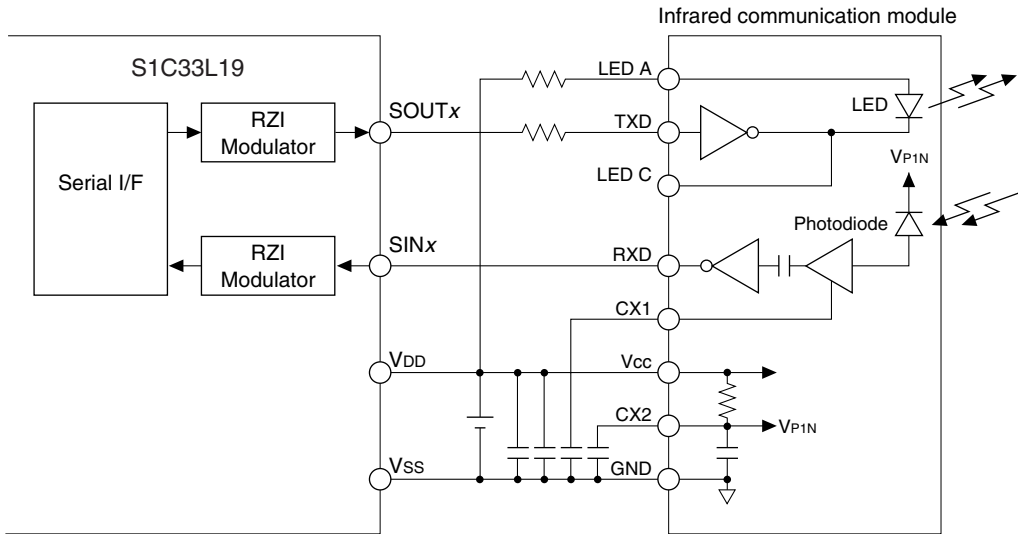 Infrared communication module
S1C33L19
Serial I/F
RZI
Modulator
RZI
Modulator
SOUTx
SINx
VDD
VSS
LED A
TXD
LED C
RXD
CX1
Vcc
CX2
GND
LED
VP1N
Photodiode
VP1N